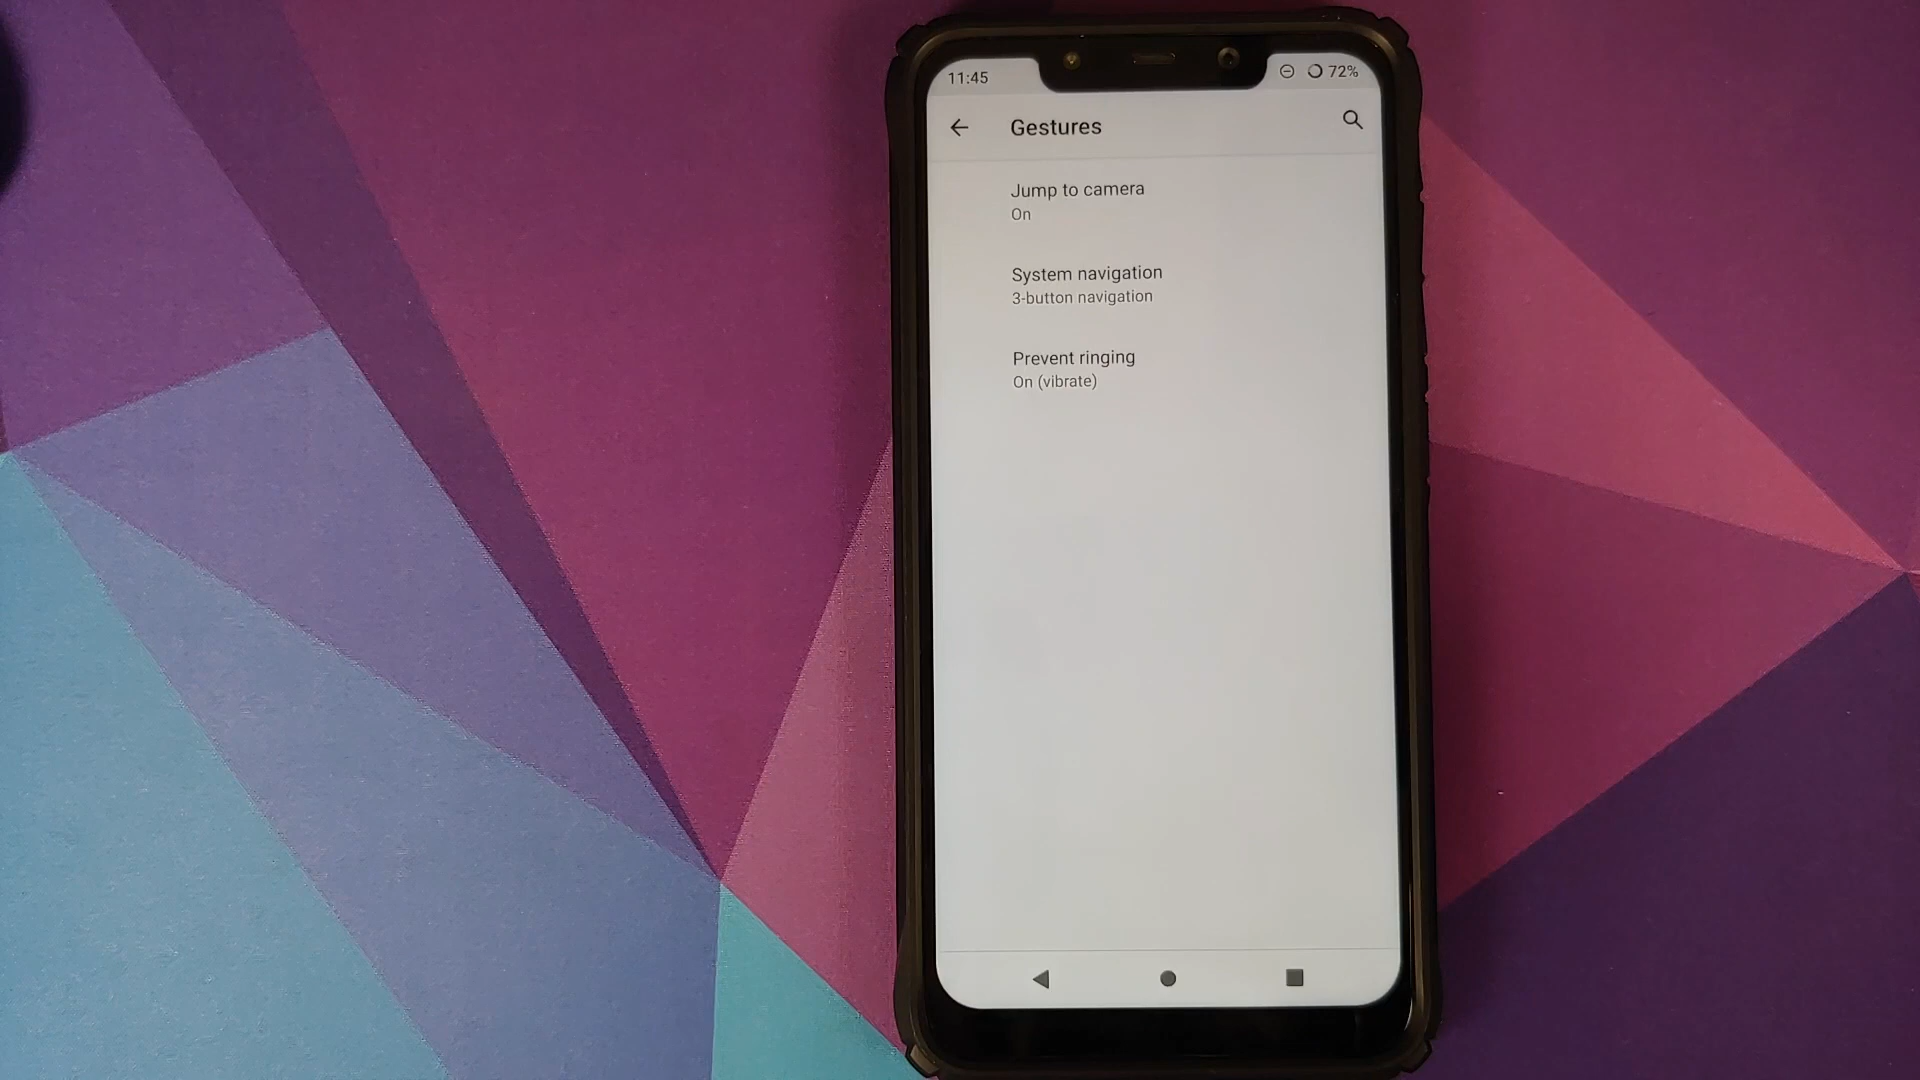 11:45
72%
Gestures
Jump to camera
On
System navigation
3-button navigation
Prevent ringing
On (vibrate)